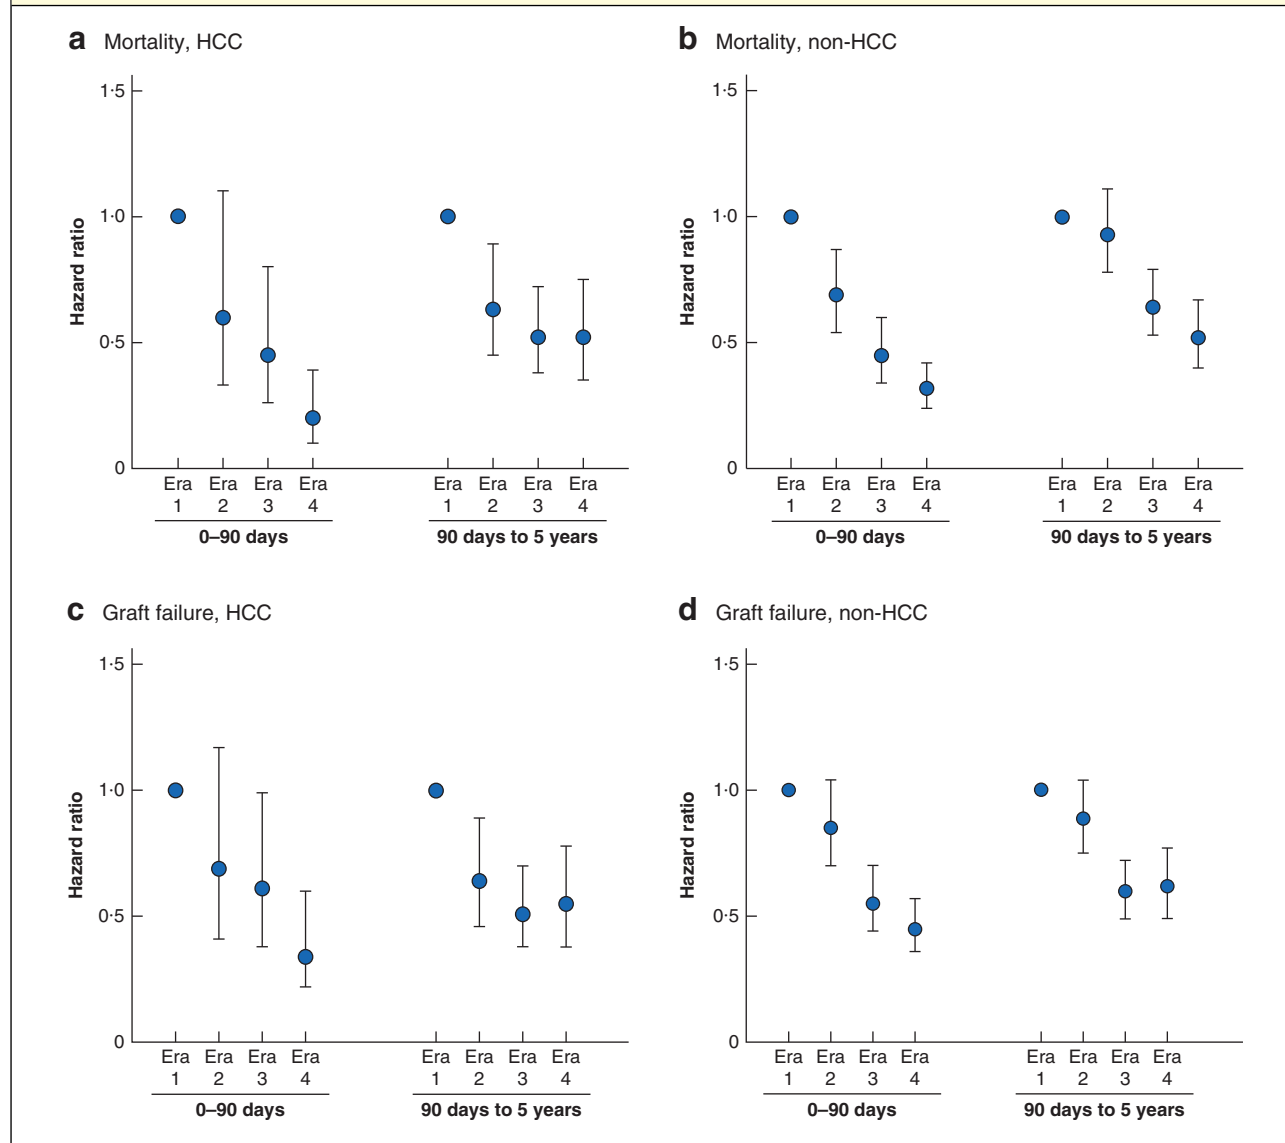 a Mortality, HCC
1·5
1·0
0·5
0
Hazard ratio
Era Era Era Era Era Era Era Era
1 2 3 4 1 2 3 4
0–90 days 90 days to 5 years
b Mortality, non-HCC
1·5
1·0
0·5
0
Hazard ratio
Era Era Era Era Era Era Era Era
1 2 3 4 1 2 3 4
0–90 days 90 days to 5 years
c Graft failure, HCC
1·5
1·0
0·5
0
Hazard ratio
Era Era Era Era Era Era Era Era
1 2 3 4 1 2 3 4
0–90 days 90 days to 5 years
d Graft failure, non-HCC
1·5
1·0
0·5
0
Hazard ratio
Era Era Era Era Era Era Era Era
1 2 3 4 1 2 3 4
0–90 days 90 days to 5 years